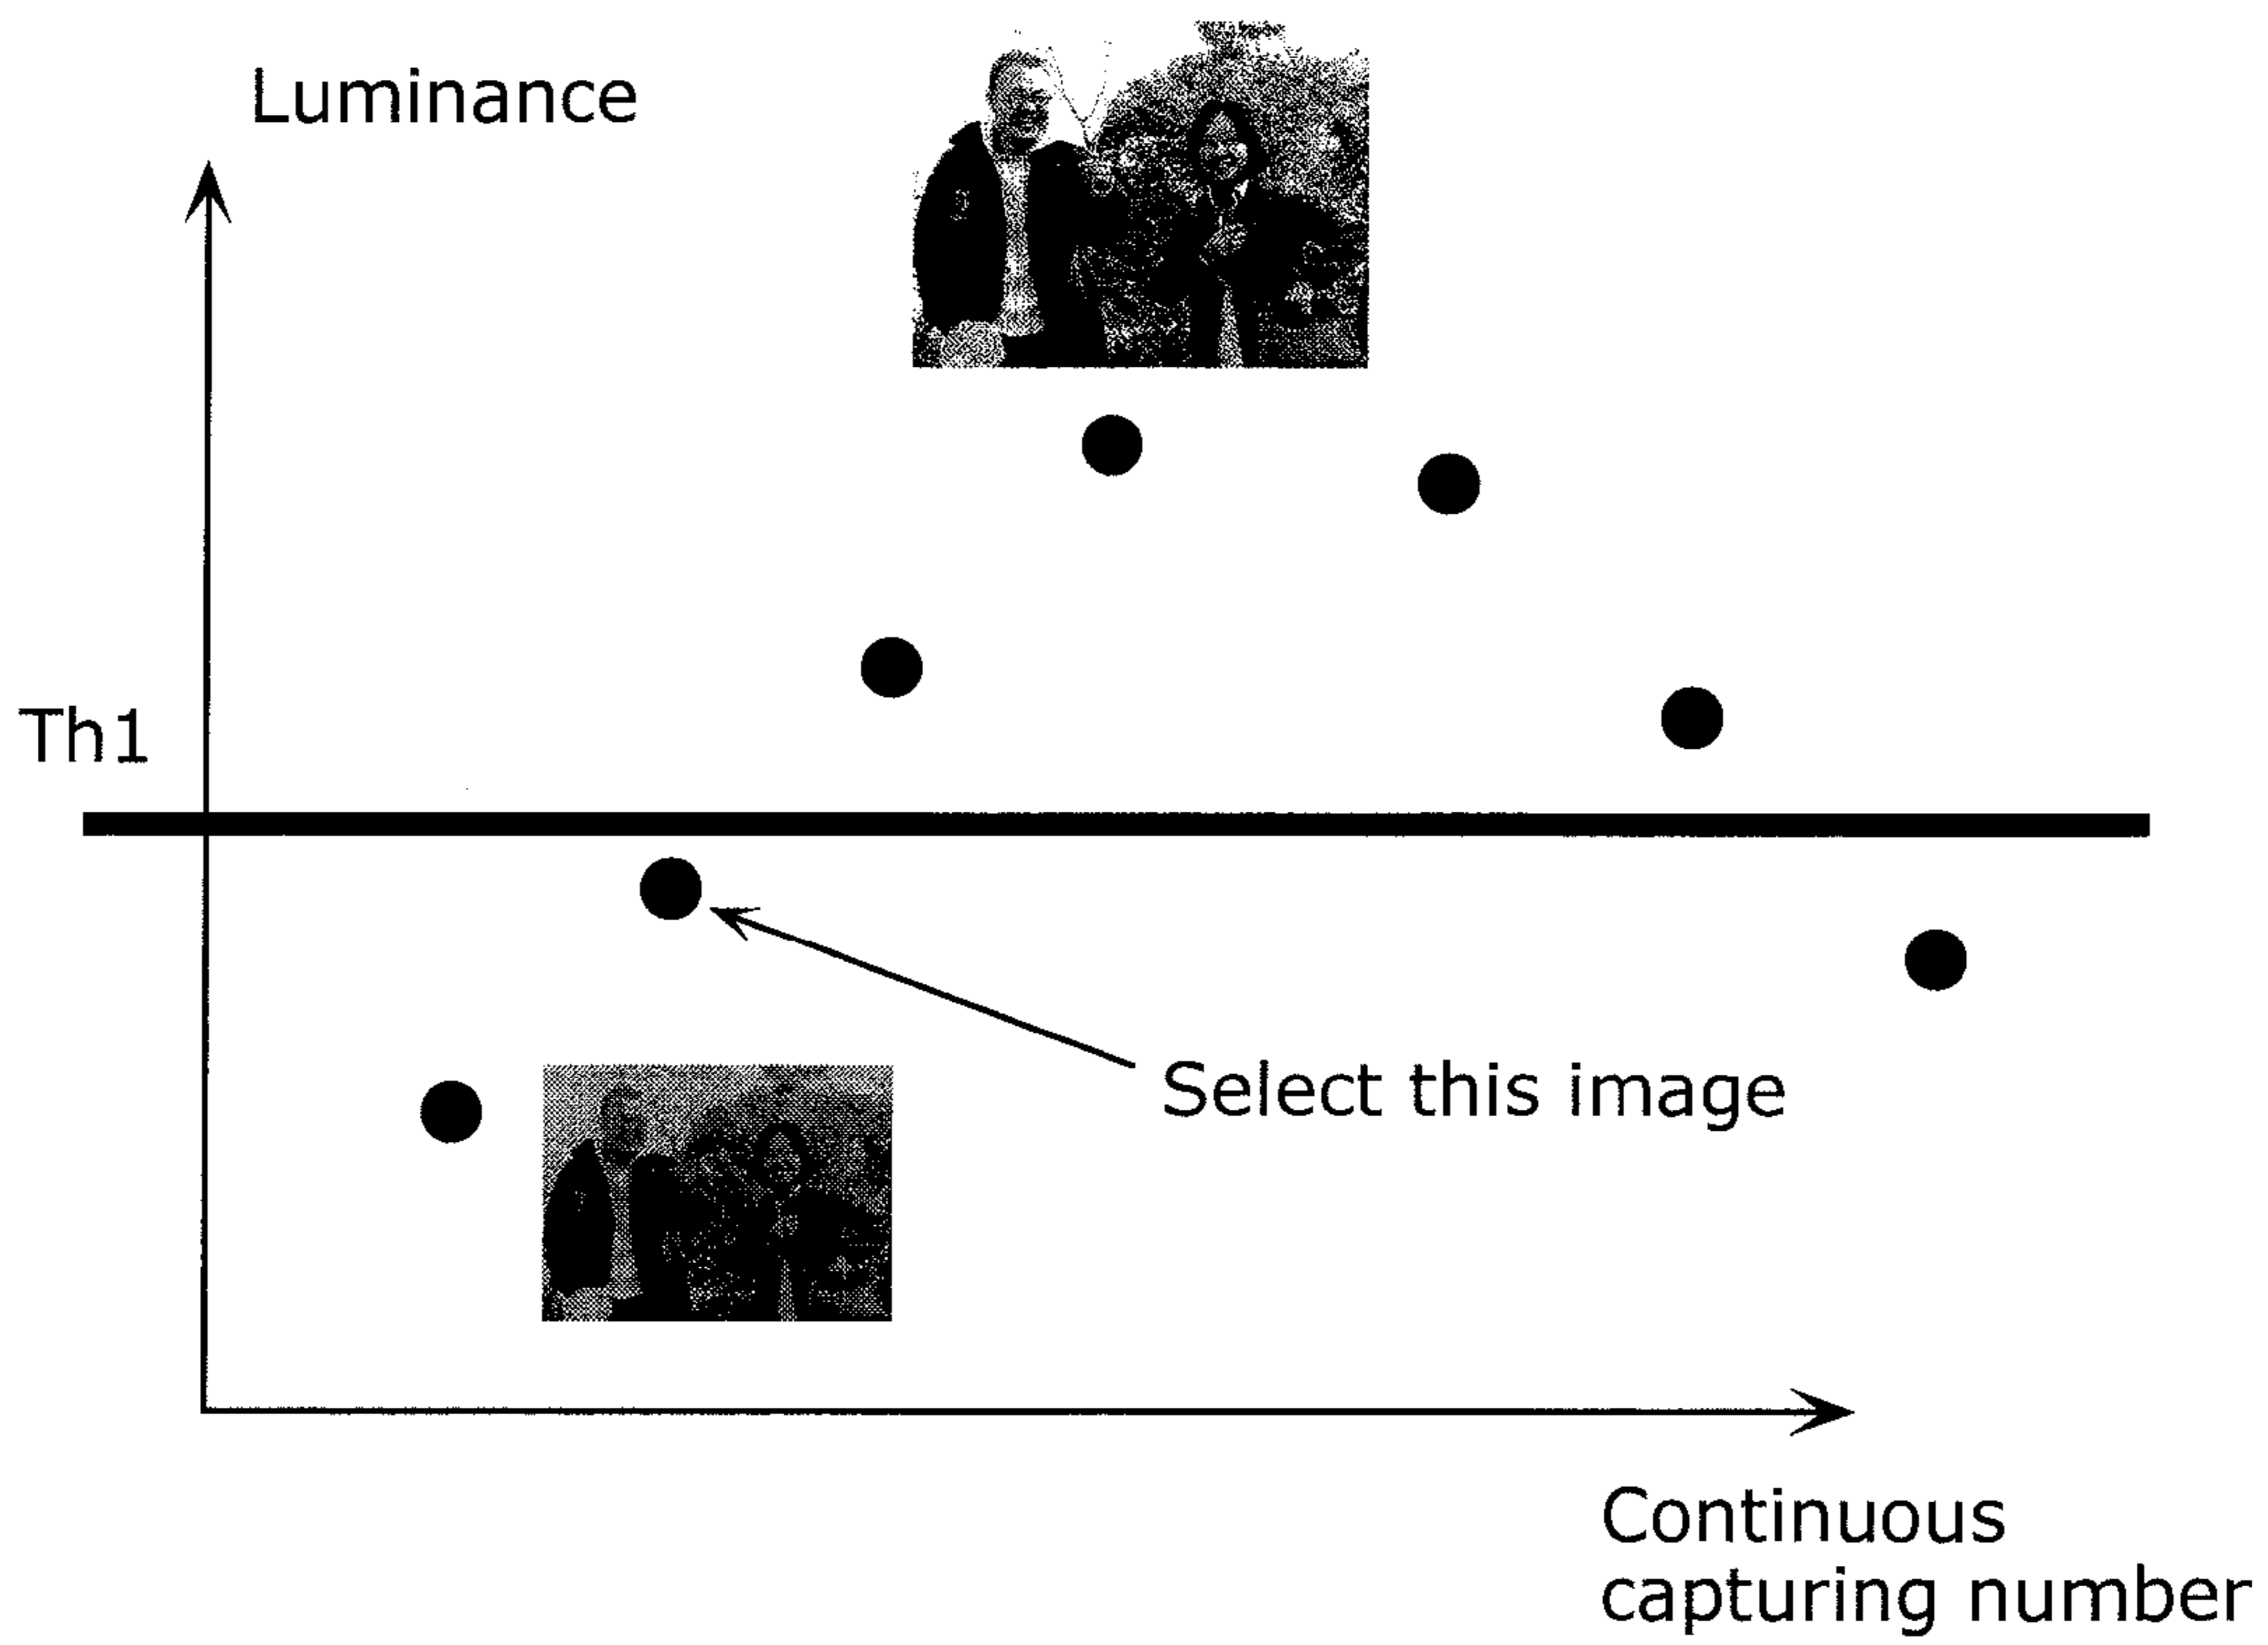 Luminance
Th1
Select this image
Continuous
capturing number